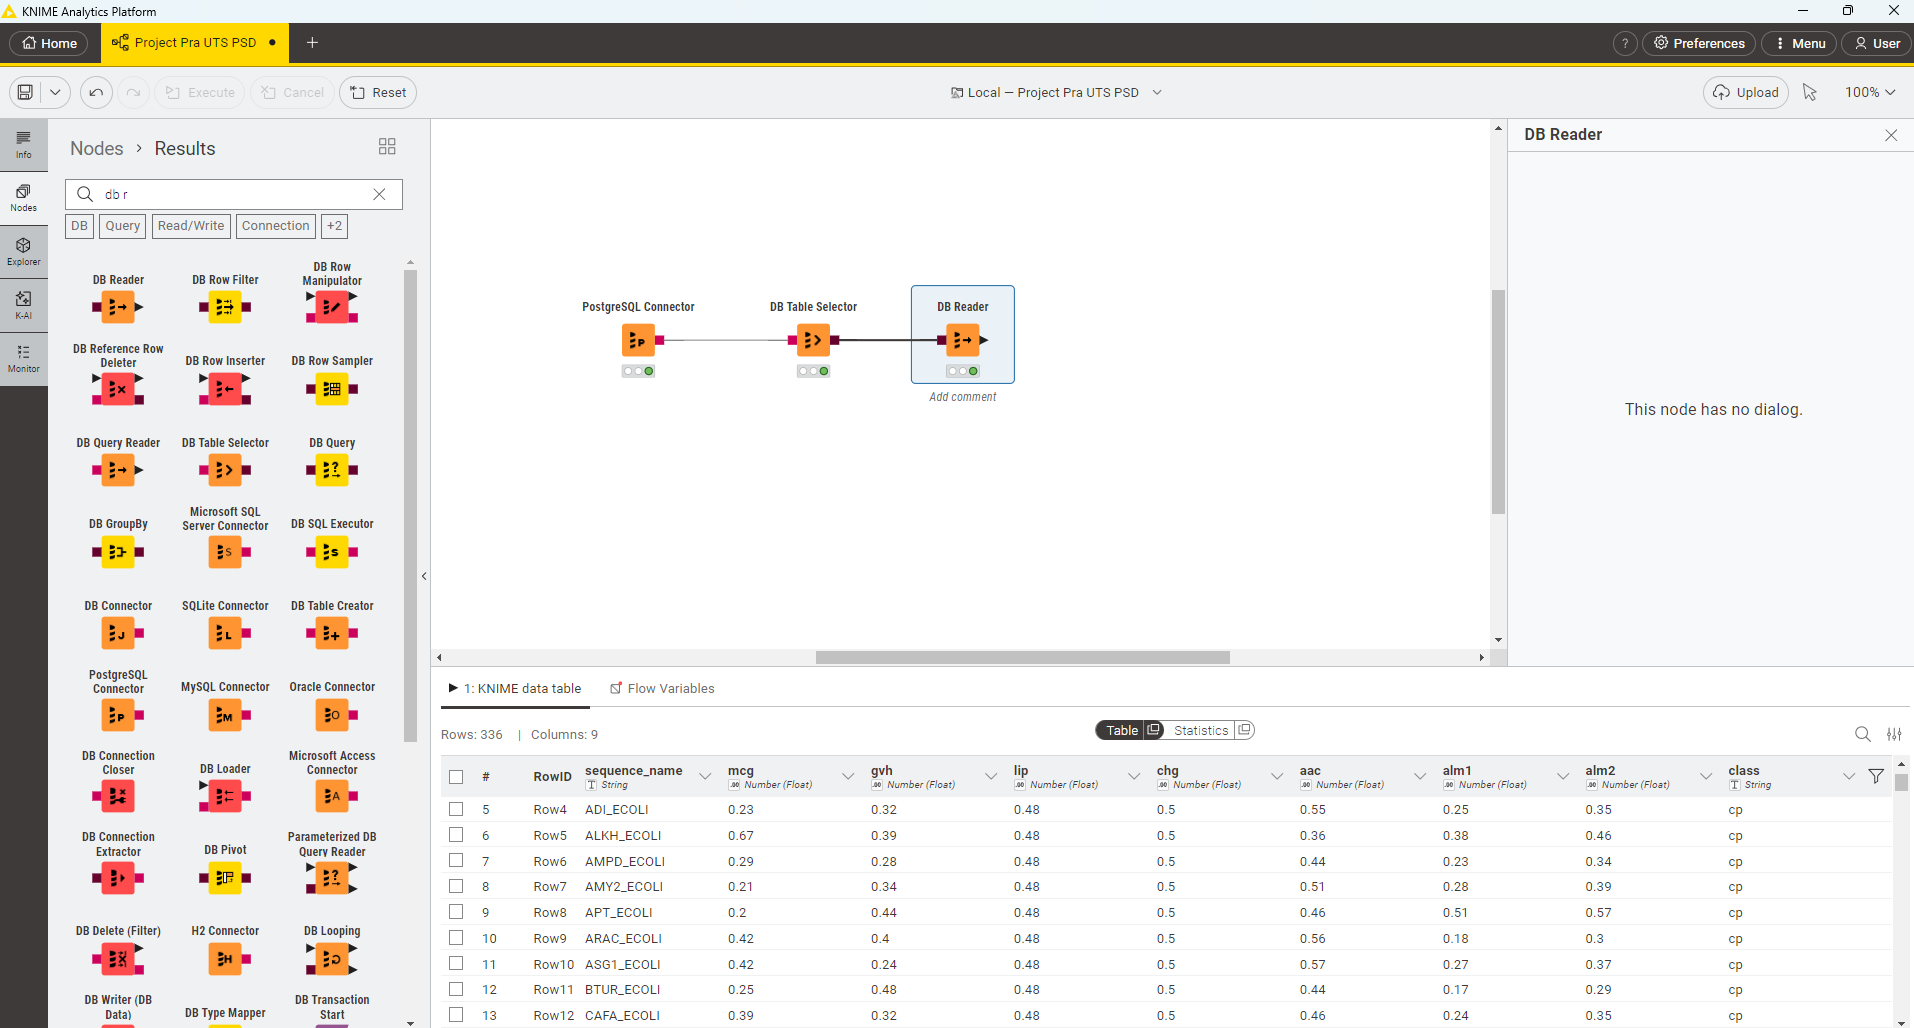 KNIME Analytics Platform
Home
Project Pra UTS PSD
?
Preferences
Menu
User
Execute
Cancel
Reset
Local — Project Pra UTS PSD
Upload
100%
Info
Nodes
Explorer
K-AI
Monitor
Nodes > Results
db r
DB
Query
Read/Write
Connection
+2
DB Reader
DB Row Filter
DB Row
Manipulator
DB Reference Row
Deleter
DB Row Inserter
DB Row Sampler
DB Query Reader
DB Table Selector
DB Query
DB GroupBy
Microsoft SQL
Server Connector
DB SQL Executor
DB Connector
SQLite Connector
DB Table Creator
PostgreSQL
Connector
MySQL Connector
Oracle Connector
DB Connection
Closer
DB Loader
Microsoft Access
Connector
DB Connection
Extractor
DB Pivot
Parameterized DB
Query Reader
DB Delete (Filter)
H2 Connector
DB Looping
DB Writer (DB
Data)
DB Type Mapper
DB Transaction
Start
PostgreSQL Connector
DB Table Selector
DB Reader
Add comment
DB Reader
This node has no dialog.
1: KNIME data table
Flow Variables
Rows: 336 | Columns: 9
Table
Statistics
# RowID sequence_name mcg gvh lip chg aac alm1 alm2 class
String Number (Float) Number (Float) Number (Float) Number (Float) Number (Float) Number (Float) Number (Float) String
5 Row4 ADI_ECOLI 0.23 0.32 0.48 0.5 0.55 0.25 0.35 cp
6 Row5 ALKH_ECOLI 0.67 0.39 0.48 0.5 0.36 0.38 0.46 cp
7 Row6 AMPD_ECOLI 0.29 0.28 0.48 0.5 0.44 0.23 0.34 cp
8 Row7 AMY2_ECOLI 0.21 0.34 0.48 0.5 0.51 0.28 0.39 cp
9 Row8 APT_ECOLI 0.2 0.44 0.48 0.5 0.46 0.51 0.57 cp
10 Row9 ARAC_ECOLI 0.42 0.4 0.48 0.5 0.56 0.18 0.3 cp
11 Row10 ASG1_ECOLI 0.42 0.24 0.48 0.5 0.57 0.27 0.37 cp
12 Row11 BTUR_ECOLI 0.25 0.48 0.48 0.5 0.44 0.17 0.29 cp
13 Row12 CAFA_ECOLI 0.39 0.32 0.48 0.5 0.46 0.24 0.35 cp